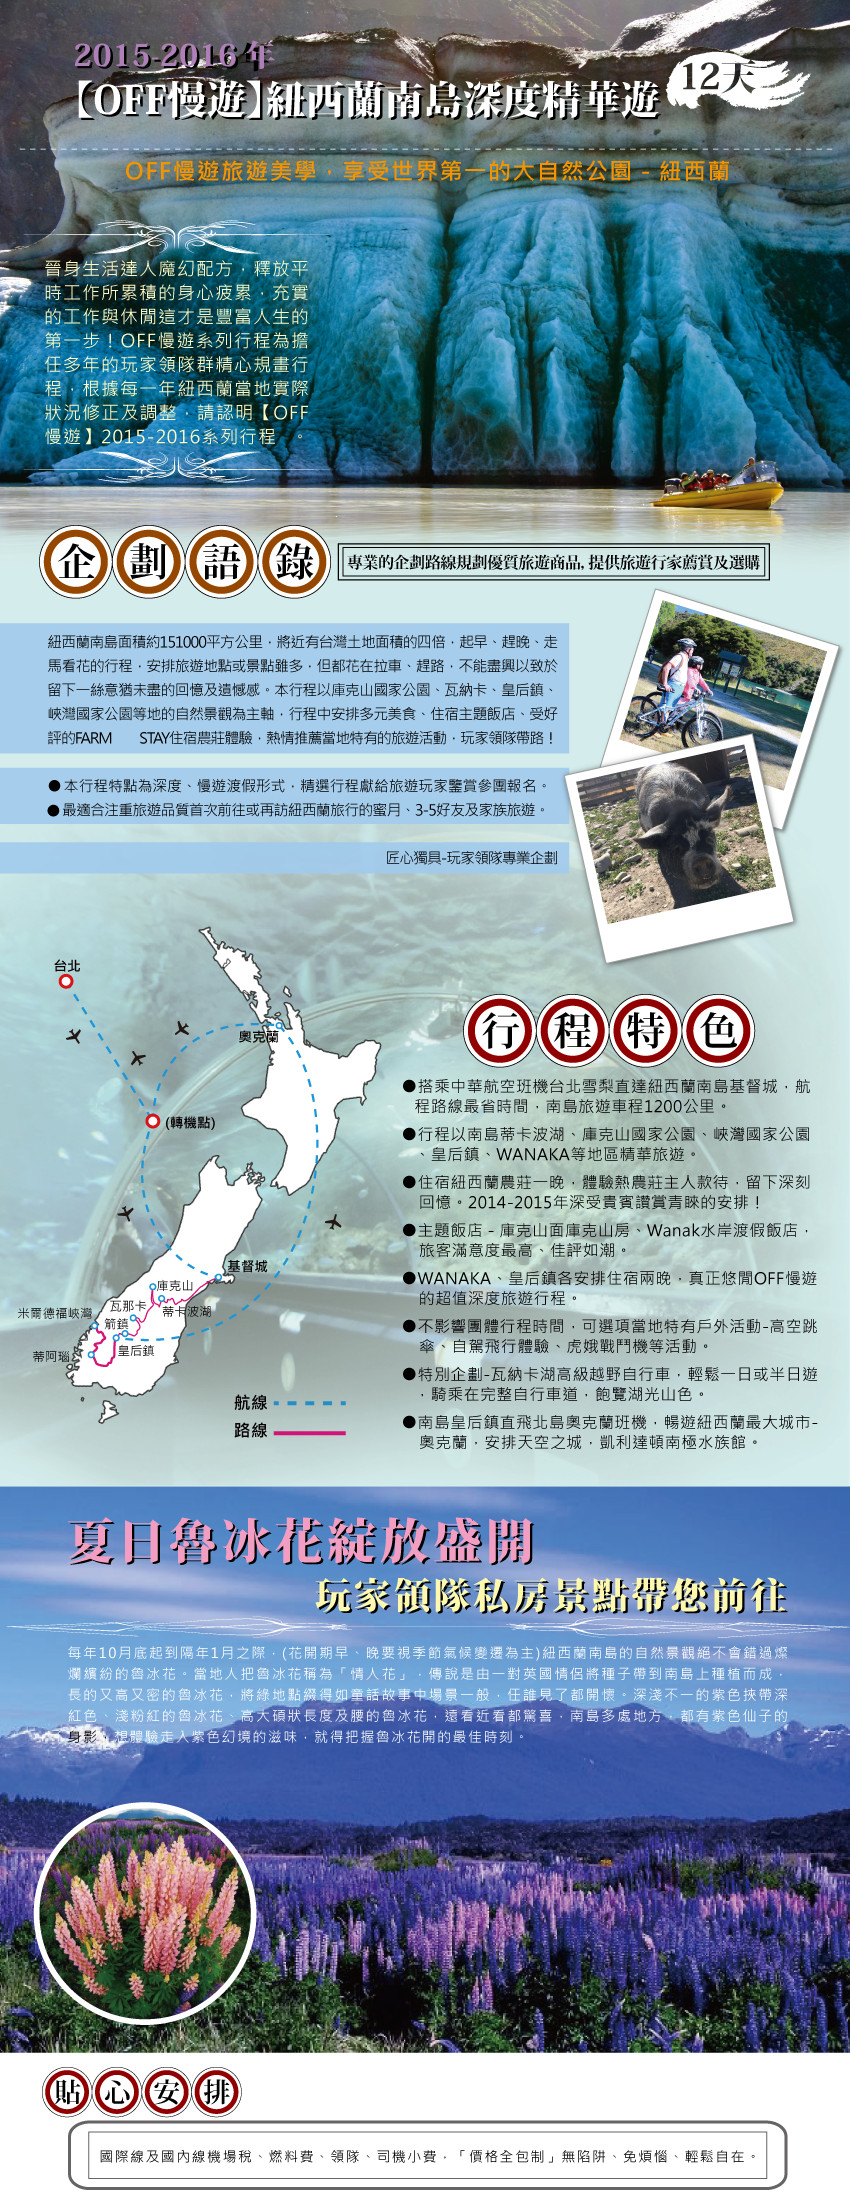 2015-2016年
【OFF慢遊】紐西蘭南島深度精華遊
12天
OFF慢遊旅遊美學，享受世界第一的大自然公園－紐西蘭
晉身生活達人魔幻配方，釋放平
時工作所累積的身心疲累，充實
的工作與休閒這才是豐富人生的
第一步！OFF慢遊系列行程為擔
任多年的玩家領隊群精心規畫行
程，根據每一年紐西蘭當地實際
狀況修正及調整，請認明【OFF
慢遊】2015-2016系列行程 。
企劃語錄
專業的企劃路線規劃優質旅遊商品，提供旅遊行家薦賞及選購
紐西蘭南島面積約151000平方公里，將近有台灣土地面積的四倍，起早、趕晚、走
馬看花的行程，安排旅遊地點或景點雖多，但都花在拉車、趕路，不能盡興以致於
留下一絲意猶未盡的回憶及遺憾感。本行程以庫克山國家公園、瓦納卡、皇后鎮、
峽灣國家公園等地的自然景觀為主軸，行程中安排多元美食、住宿主題飯店、受好
評的FARM STAY住宿農莊體驗，熱情推薦當地特有的旅遊活動，玩家領隊帶路！
●本行程特點為深度、慢遊渡假形式，精選行程獻給旅遊玩家鑒賞參團報名。
●最適合注重旅遊品質首次前往或再訪紐西蘭旅行的蜜月、3-5好友及家族旅遊。
匠心獨具-玩家領隊專業企劃
台北
奧克蘭
(轉機點)
基督城
庫克山
瓦那卡
蒂卡波湖
米爾德福峽灣
箭鎮
蒂阿瑙
皇后鎮
航線
路線
行程特色
●搭乘中華航空班機台北雪梨直達紐西蘭南島基督城，航
程路線最省時間，南島旅遊車程1200公里。
●行程以南島蒂卡波湖、庫克山國家公園、峽灣國家公園
、皇后鎮、WANAKA等地區精華旅遊。
●住宿紐西蘭農莊一晚，體驗熱農莊主人款待，留下深刻
回憶。2014-2015年深受貴賓讚賞青睞的安排！
●主題飯店－庫克山面庫克山房、Wanak水岸渡假飯店，
旅客滿意度最高、佳評如潮。
●WANAKA、皇后鎮各安排住宿兩晚，真正悠閒OFF慢遊
的超值深度旅遊行程。
●不影響團體行程時間，可選項當地特有戶外活動-高空跳
傘、自駕飛行體驗、虎娥戰鬥機等活動。
●特別企劃-瓦納卡湖高級越野自行車，輕鬆一日或半日遊
，騎乘在完整自行車道，飽覽湖光山色。
●南島皇后鎮直飛北島奧克蘭班機，暢遊紐西蘭最大城市-
奧克蘭，安排天空之城，凱利達頓南極水族館。
夏日魯冰花綻放盛開
玩家領隊私房景點帶您前往
每年10月底起到隔年1月之際，(花開期早、晚要視季節氣候變遷為主)紐西蘭南島的自然景觀絕不會錯過燦
爛繽紛的魯冰花。當地人把魯冰花稱為「情人花」，傳說是由一對英國情侶將種子帶到南島上種植而成，
長的又高又密的魯冰花，將綠地點綴得如童話故事中場景一般，任誰見了都開懷。深淺不一的紫色挾帶深
紅色、淺粉紅的魯冰花、高大碩狀長度及腰的魯冰花，遠看近看都驚喜，南島多處地方，都有紫色仙子的
身影，想體驗走入紫色幻境的滋味，就得把握魯冰花開的最佳時刻。
貼心安排
國際線及國內線機場稅、燃料費、領隊、司機小費，「價格全包制」無陷阱、免煩惱、輕鬆自在。